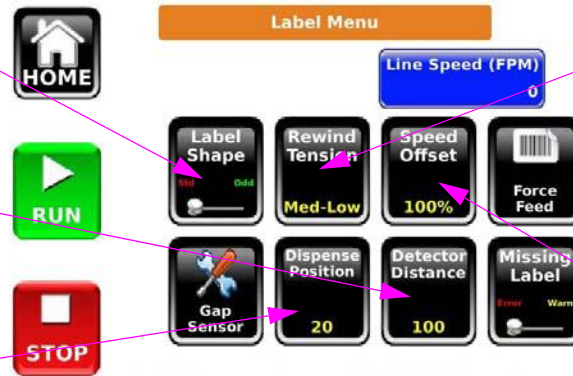 Label Menu
HOME
Line Speed (FPM)
0
Label
Shape
Std Odd
Rewind
Tension
Med-Low
Speed
Offset
100%
Force
Feed
RUN
Gap
Sensor
Dispense
Position
20
Detector
Distance
100
Missing
Label
Error Warn
STOP